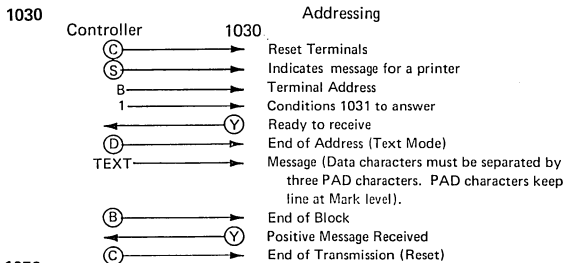 1030 Addressing
Controller 1030
C Reset Terminals
S Indicates message for a printer
B Terminal Address
1 Conditions 1031 to answer
Y Ready to receive
D End of Address (Text Mode)
TEXT Message (Data characters must be separated by
three PAD characters. PAD characters keep
line at Mark level).
B End of Block
Y Positive Message Received
C End of Transmission (Reset)